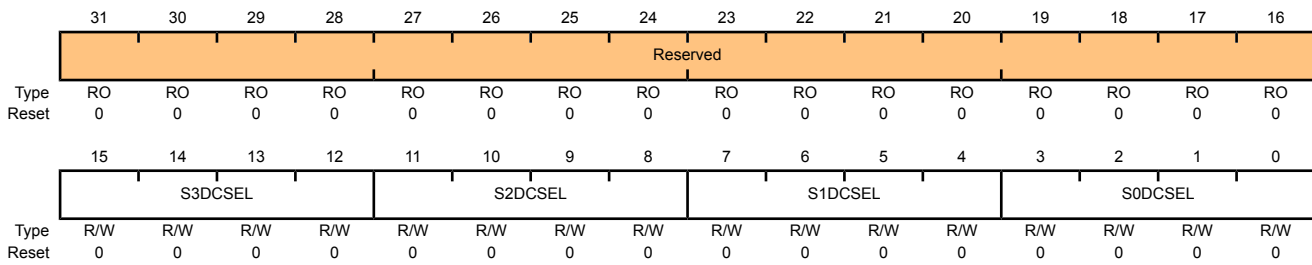 31 30 29 28 27 26 25 24 23 22 21 20 19 18 17 16
Reserved
Type RO RO RO RO RO RO RO RO RO RO RO RO RO RO RO RO
Reset 0 0 0 0 0 0 0 0 0 0 0 0 0 0 0 0
15 14 13 12 11 10 9 8 7 6 5 4 3 2 1 0
S3DCSEL S2DCSEL S1DCSEL S0DCSEL
Type R/W R/W R/W R/W R/W R/W R/W R/W R/W R/W R/W R/W R/W R/W R/W R/W
Reset 0 0 0 0 0 0 0 0 0 0 0 0 0 0 0 0